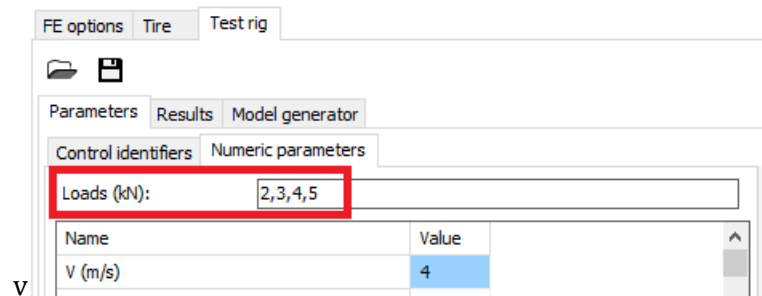 FE options Tire Test rig
Parameters Results Model generator
Control identifiers Numeric parameters
Loads (kN): 2,3,4,5
Name Value
V (m/s) 4
v